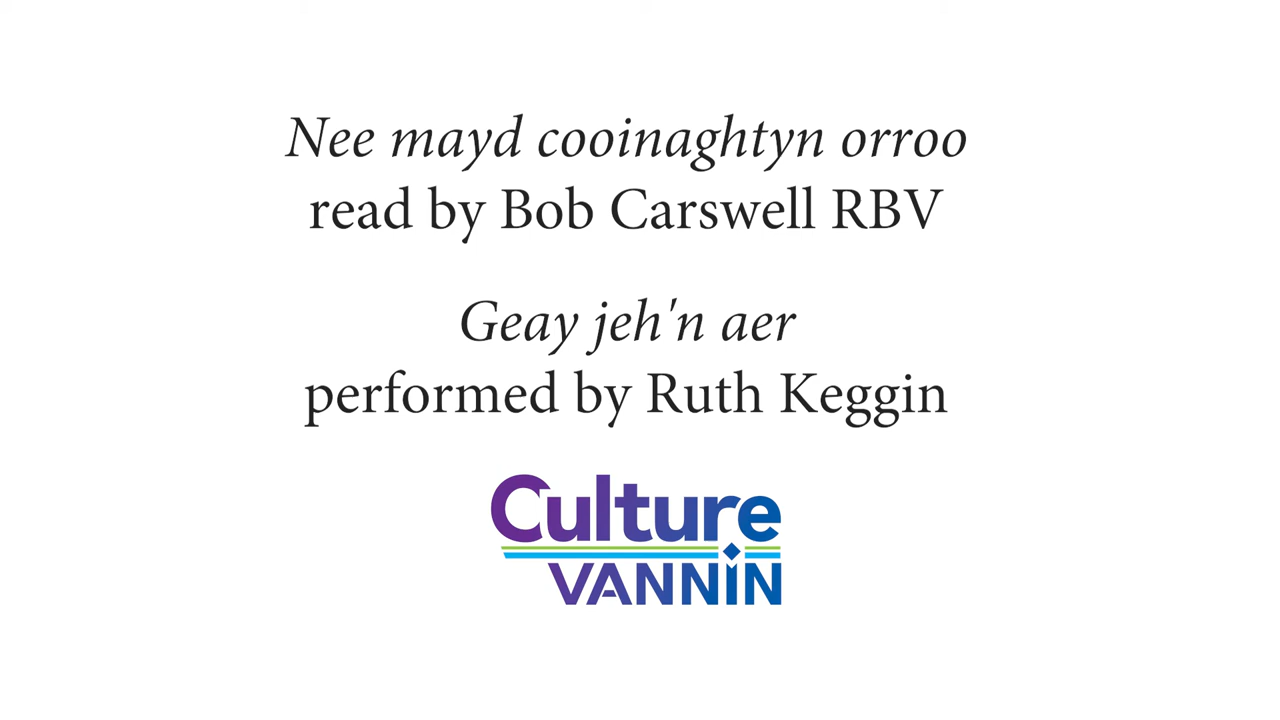 Nee mayd cooinaghtyn orroo
read by Bob Carswell RBV
Geay jeh'n aer
performed by Ruth Keggin
Culture
VANNIN